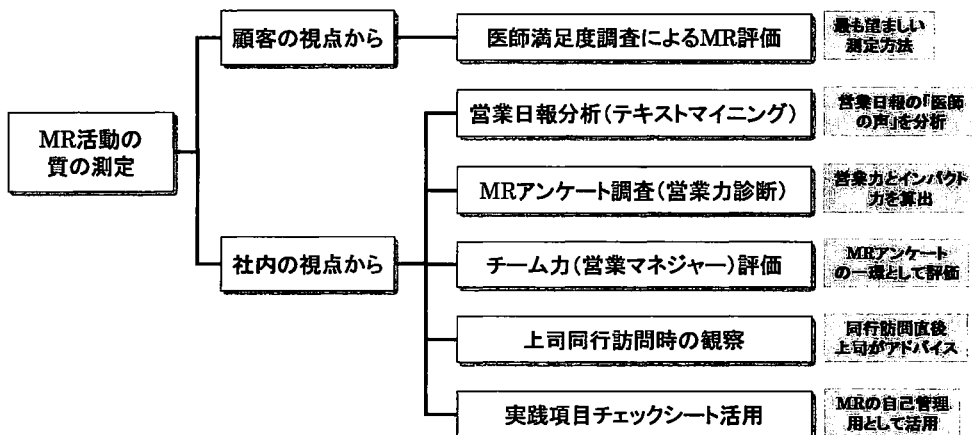 顧客の視点から
医師満足度調査によるMR評価
最も望ましい
測定方法
営業日報分析（テキストマイニング）
営業日報の「医師
の声」を分析
MR活動の
質の測定
MRアンケート調査（営業力診断）
営業力とインパクト
力を算出
社内の視点から
チーム力（営業マネジャー）評価
MRアンケート
の一環として評価
上司同行訪問時の観察
同行訪問直後
上司がアドバイス
実践項目チェックシート活用
MRの自己管理
用として活用